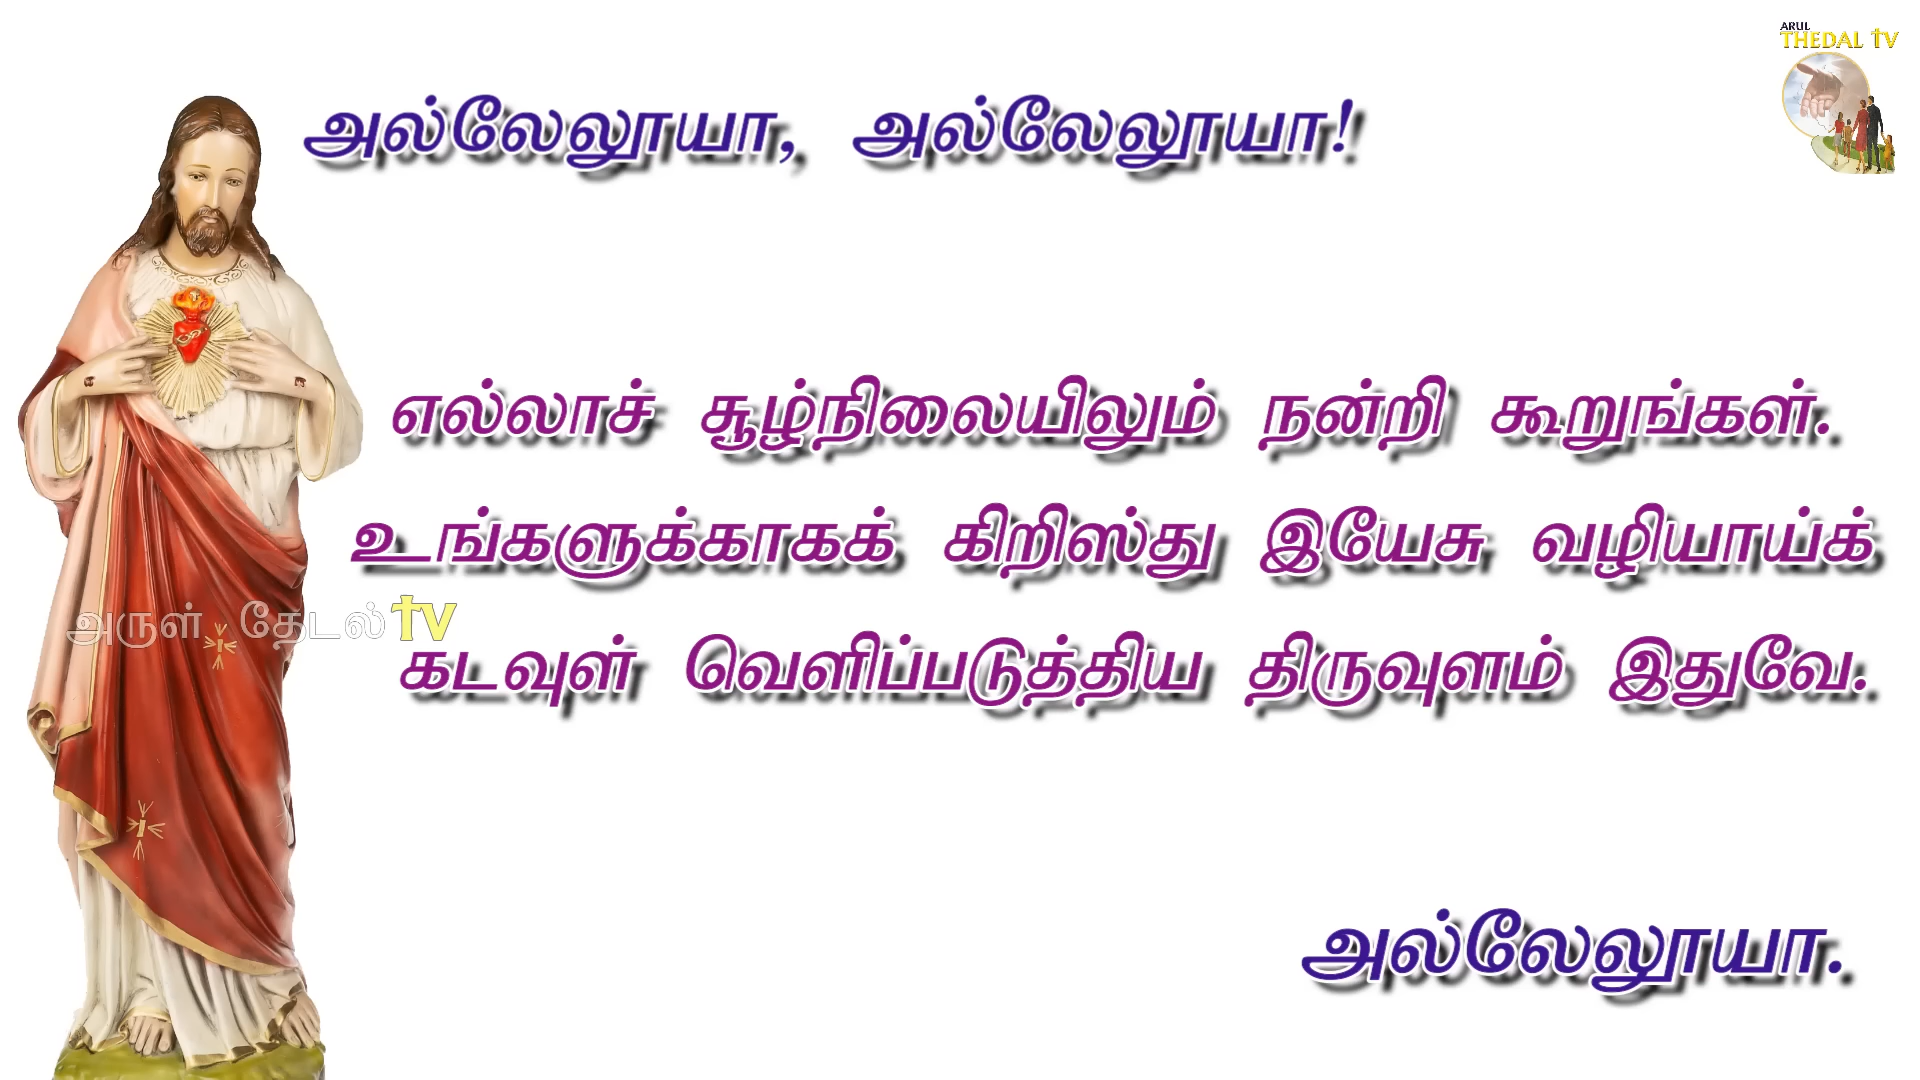 ARUL
THEDAL TV
அல்லேலூயா, அல்லேலூயா!
எல்லாச் சூழ்நிலையிலும் நன்றி கூறுங்கள்.
உங்களுக்காகக் கிறிஸ்து இயேசு வழியாய்க்
கடவுள் வெளிப்படுத்திய திருவுளம் இதுவே.
அருள் தேடல் TV
அல்லேலூயா.